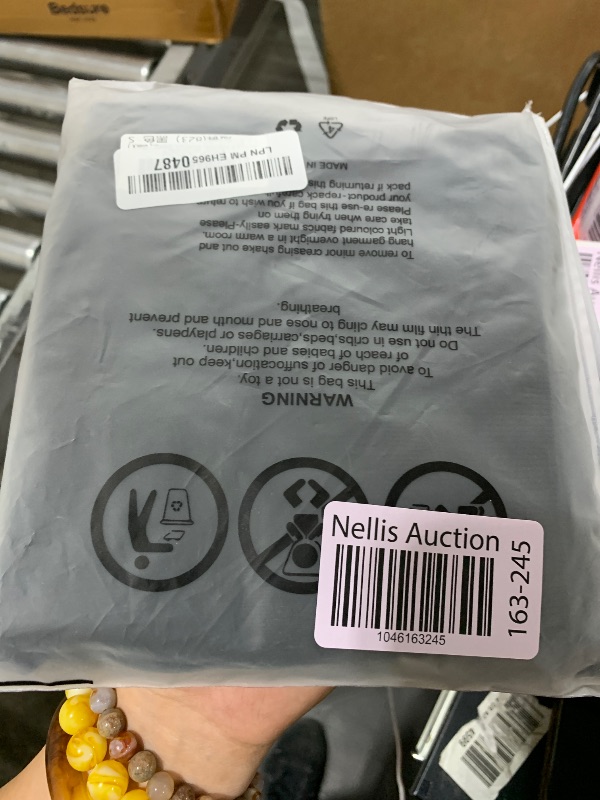 Bedsure
LPN PM EH9650487
MADE IN
To remove minor creasing shake out and
hang garment overnight in a warm room.
Light coloured fabrics mark easily-Please
take care when trying them on
Please re-use this bag if you wish to return
your product - repack
pack if returning this
WARNING
This bag is not a toy.
To avoid danger of suffocation,keep,out
of reach of babies and children.
Do not use in,cribs,beds,carriages or playpens.
The thin film may cling to nose and mouth and prevent
breathing.
Nellis Auction
1046163245
163-245
4599